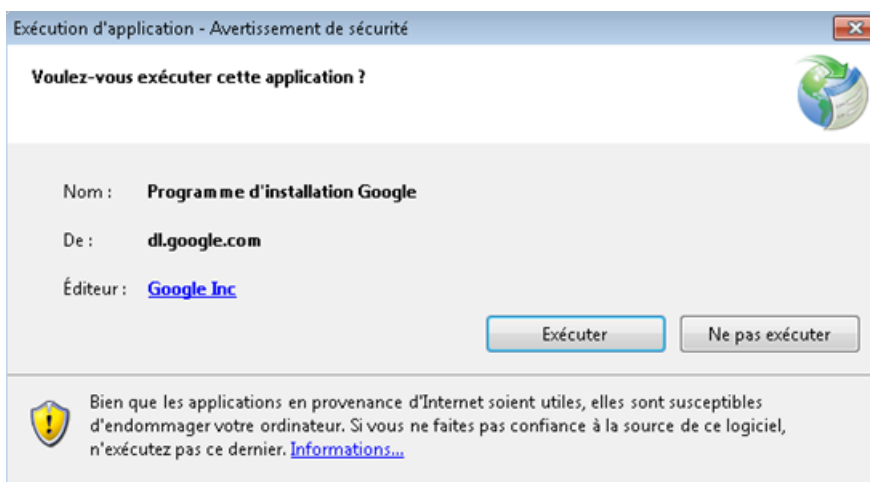 Exécution d'application - Avertissement de sécurité
Voulez-vous exécuter cette application ?
Nom : Programme d'installation Google
De : dl.google.com
Éditeur : Google Inc
Exécuter Ne pas exécuter
Bien que les applications en provenance d'Internet soient utiles, elles sont susceptibles
d'endommager votre ordinateur. Si vous ne faites pas confiance à la source de ce logiciel,
n'exécutez pas ce dernier. Informations...